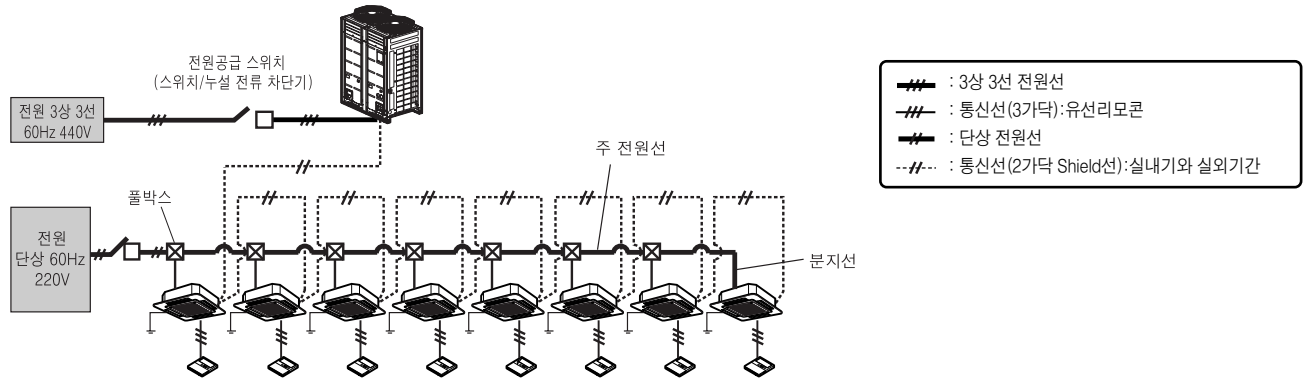 전원공급 스위치
(스위치/누설 전류 차단기)
전원 3상 3선
60Hz 440V
주 전원선
풀박스
전원
단상 60Hz
220V
분지선
: 3상 3선 전원선
: 통신선(3가닥):유선리모콘
: 단상 전원선
: 통신선(2가닥 Shield선):실내기와 실외기간